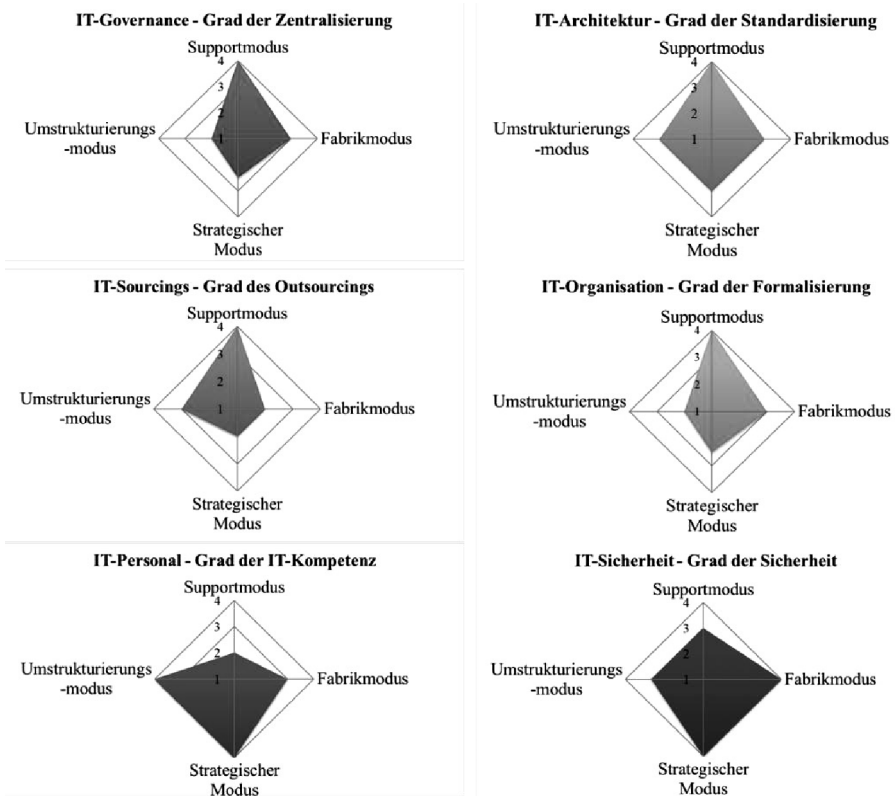 IT-Governance - Grad der Zentralisierung
Supportmodus
4
3
2
1
Umstrukturierungs
-modus
Fabrikmodus
Strategischer
Modus
IT-Architektur - Grad der Standardisierung
Supportmodus
4
3
2
1
Umstrukturierungs
-modus
Fabrikmodus
Strategischer
Modus
IT-Sourcings - Grad des Outsourcings
Supportmodus
4
3
2
1
Umstrukturierungs
-modus
Fabrikmodus
Strategischer
Modus
IT-Organisation - Grad der Formalisierung
Supportmodus
4
3
2
1
Umstrukturierungs
-modus
Fabrikmodus
Strategischer
Modus
IT-Personal - Grad der IT-Kompetenz
Supportmodus
4
3
2
1
Umstrukturierungs
-modus
Fabrikmodus
Strategischer
Modus
IT-Sicherheit - Grad der Sicherheit
Supportmodus
4
3
2
1
Umstrukturierungs
-modus
Fabrikmodus
Strategischer
Modus